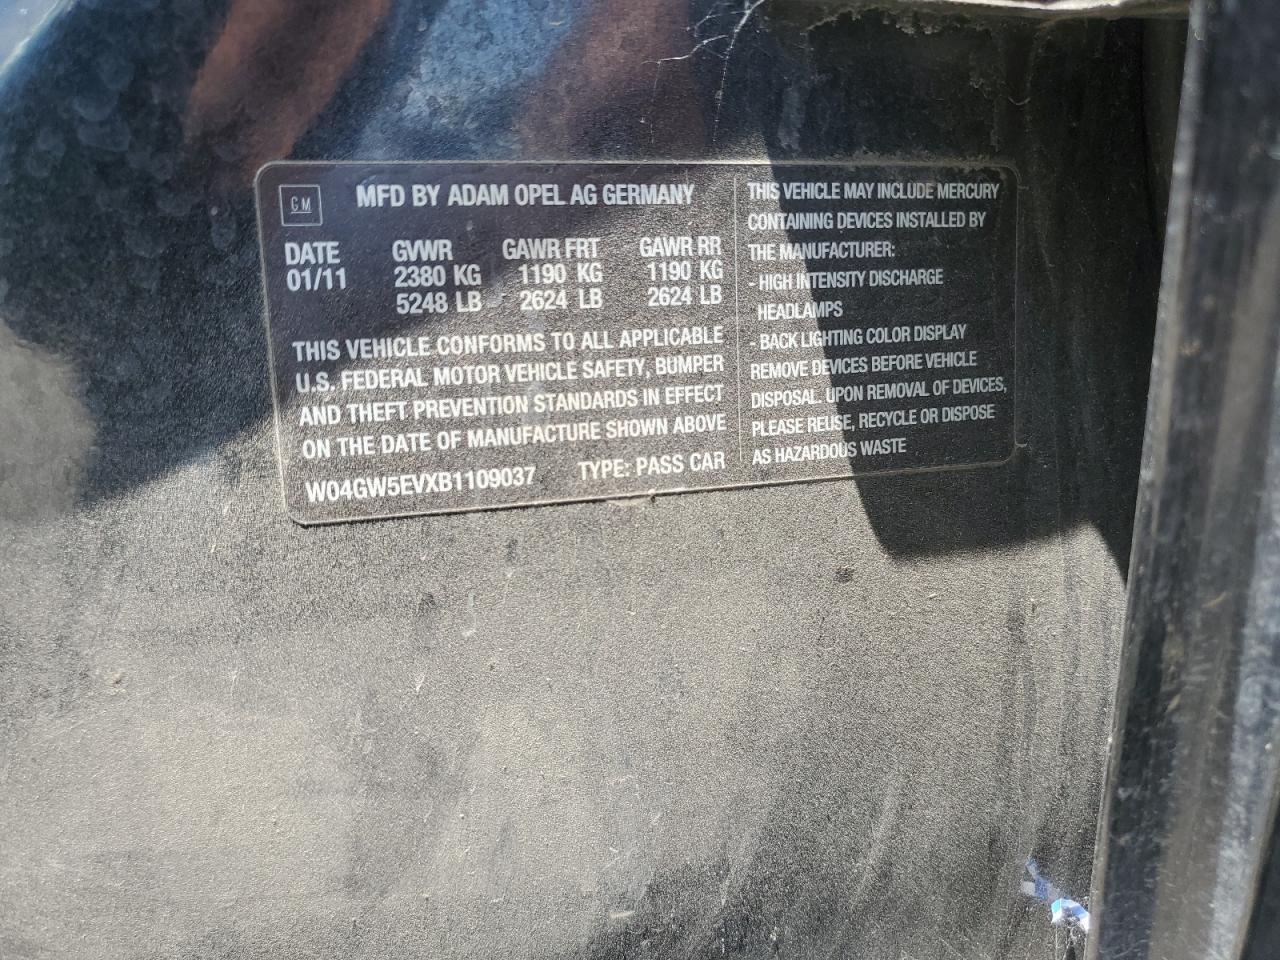 GM
MFD BY ADAM OPEL AG GERMANY
DATE GVWR GAWR FRT GAWR RR
01/11 2380 KG 1190 KG 1190 KG
5248 LB 2624 LB 2624 LB
THIS VEHICLE CONFORMS TO ALL APPLICABLE
U.S. FEDERAL MOTOR VEHICLE SAFETY, BUMPER
AND THEFT PREVENTION STANDARDS IN EFFECT
ON THE DATE OF MANUFACTURE SHOWN ABOVE
W04GW5EVXB1109037 TYPE: PASS CAR
THIS VEHICLE MAY INCLUDE MERCURY
CONTAINING DEVICES INSTALLED BY
THE MANUFACTURER:
- HIGH INTENSITY DISCHARGE
HEADLAMPS
- BACK LIGHTING COLOR DISPLAY
REMOVE DEVICES BEFORE VEHICLE
DISPOSAL. UPON REMOVAL OF DEVICES,
PLEASE REUSE, RECYCLE OR DISPOSE
AS HAZARDOUS WASTE